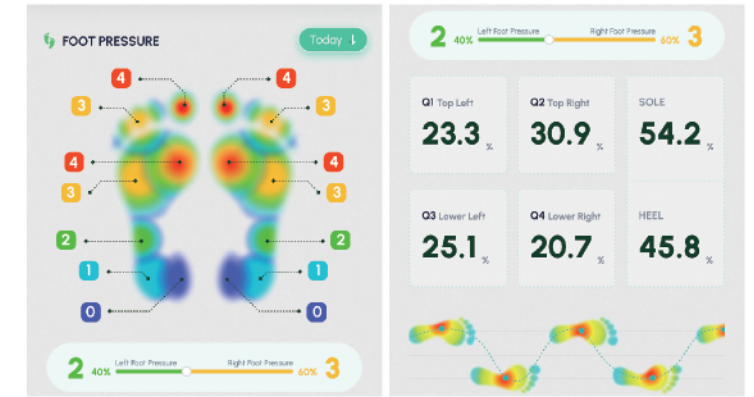 FOOT PRESSURE
Today
4 4
3 3
4 4
3 3
2 2
1 1
0 0
2 40% Left Foot Pressure Right Foot Pressure 60% 3
2 40% Left Foot Pressure Right Foot Pressure 60% 3
Q1 Top Left
23.3 %
Q2 Top Right
30.9 %
SOLE
54.2 %
Q3 Lower Left
25.1 %
Q4 Lower Right
20.7 %
HEEL
45.8 %